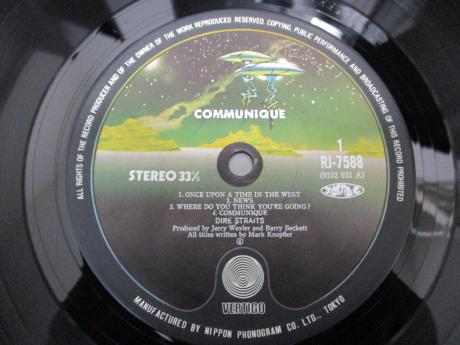 ALL RIGHTS OF THE RECORD PRODUCER AND OF THE OWNER OF THE WORK REPRODUCED RESERVED. COPYING, PUBLIC PERFORMANCE AND BROADCASTING OF THIS RECORD PROHIBITED
COMMUNIQUE
1
RJ-7588
STEREO 33⅓
(9102 031 A)
1. ONCE UPON A TIME IN THE WEST
2. NEWS
3. WHERE DO YOU THINK YOU'RE GOING?
4. COMMUNIQUE
DIRE STRAITS
Produced by Jerry Wexler and Barry Beckett
All titles written by Mark Knopfler
VERTIGO
MANUFACTURED BY NIPPON PHONOGRAM CO. LTD., TOKYO